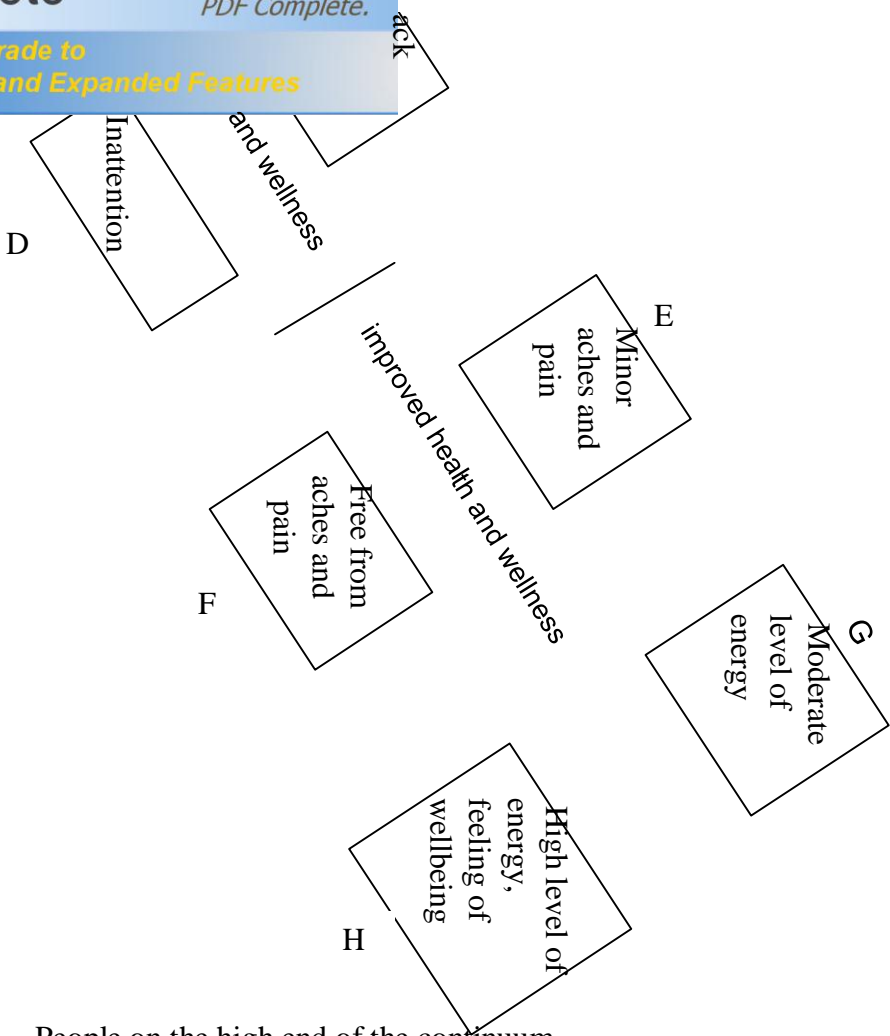 PDF Complete.
rade to
and Expanded Features
ack
Inattention
and wellness
D
E
Minor
aches and
pain
improved health and wellness
Free from
aches and
pain
F
G
Moderate
level of
energy
High level of
energy,
feeling of
wellbeing
H
People on the high end of the continuum